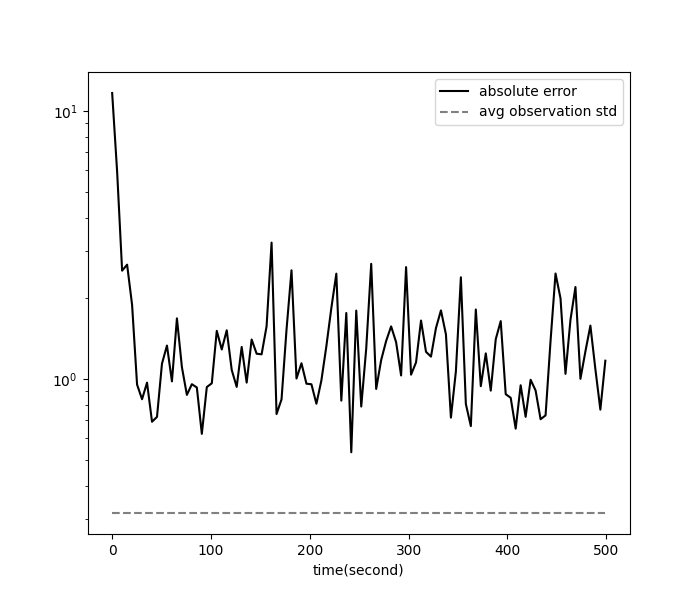 absolute error
avg observation std
10¹
10⁰
0 100 200 300 400 500
time(second)